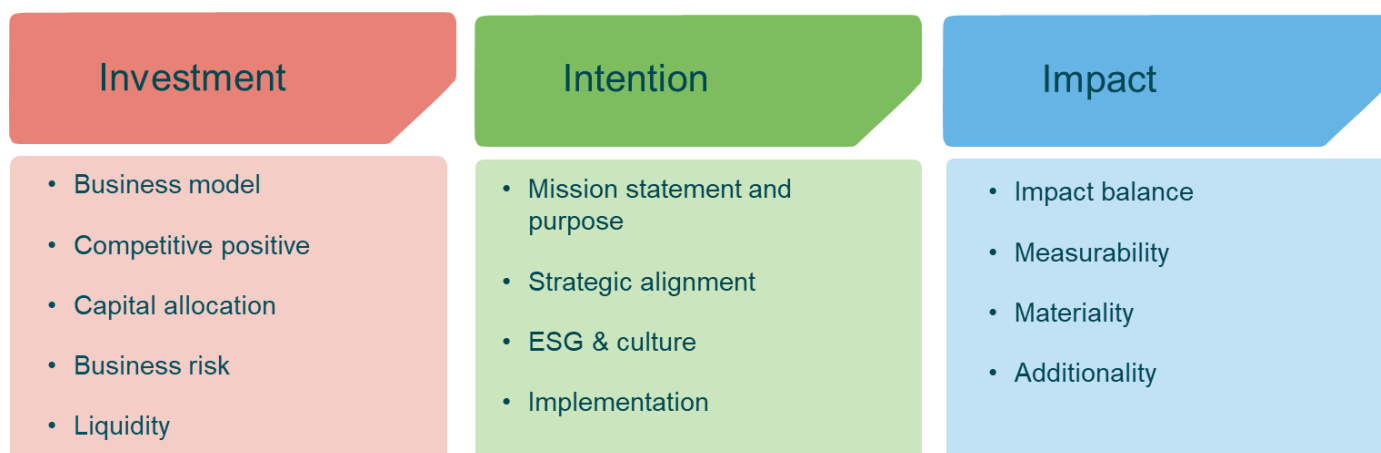 Investment
• Business model
• Competitive positive
• Capital allocation
• Business risk
• Liquidity
Intention
• Mission statement and
purpose
• Strategic alignment
• ESG & culture
• Implementation
Impact
• Impact balance
• Measurability
• Materiality
• Additionality